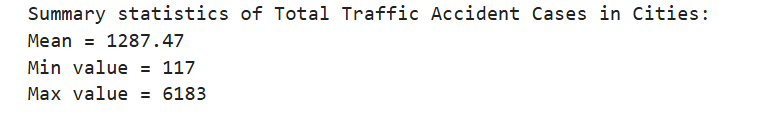 Summary statistics of Total Traffic Accident Cases in Cities:
Mean = 1287.47
Min value = 117
Max value = 6183